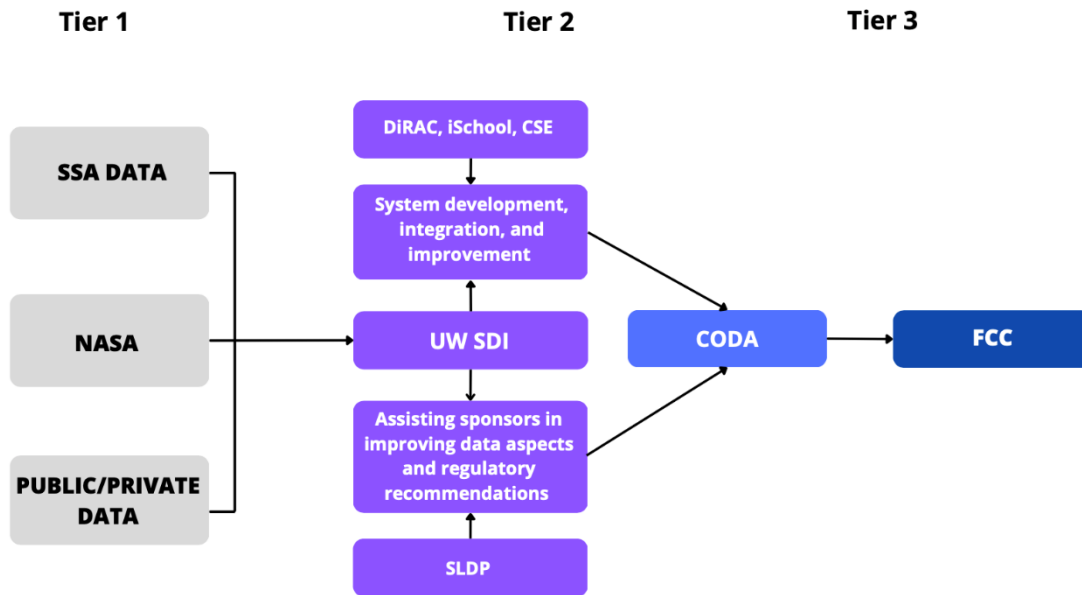 Tier 1
Tier 2
Tier 3
SSA DATA
NASA
PUBLIC/PRIVATE
DATA
DiRAC, iSchool, CSE
System development,
integration, and
improvement
UW SDI
Assisting sponsors in
improving data aspects
and regulatory
recommendations
SLDP
CODA
FCC